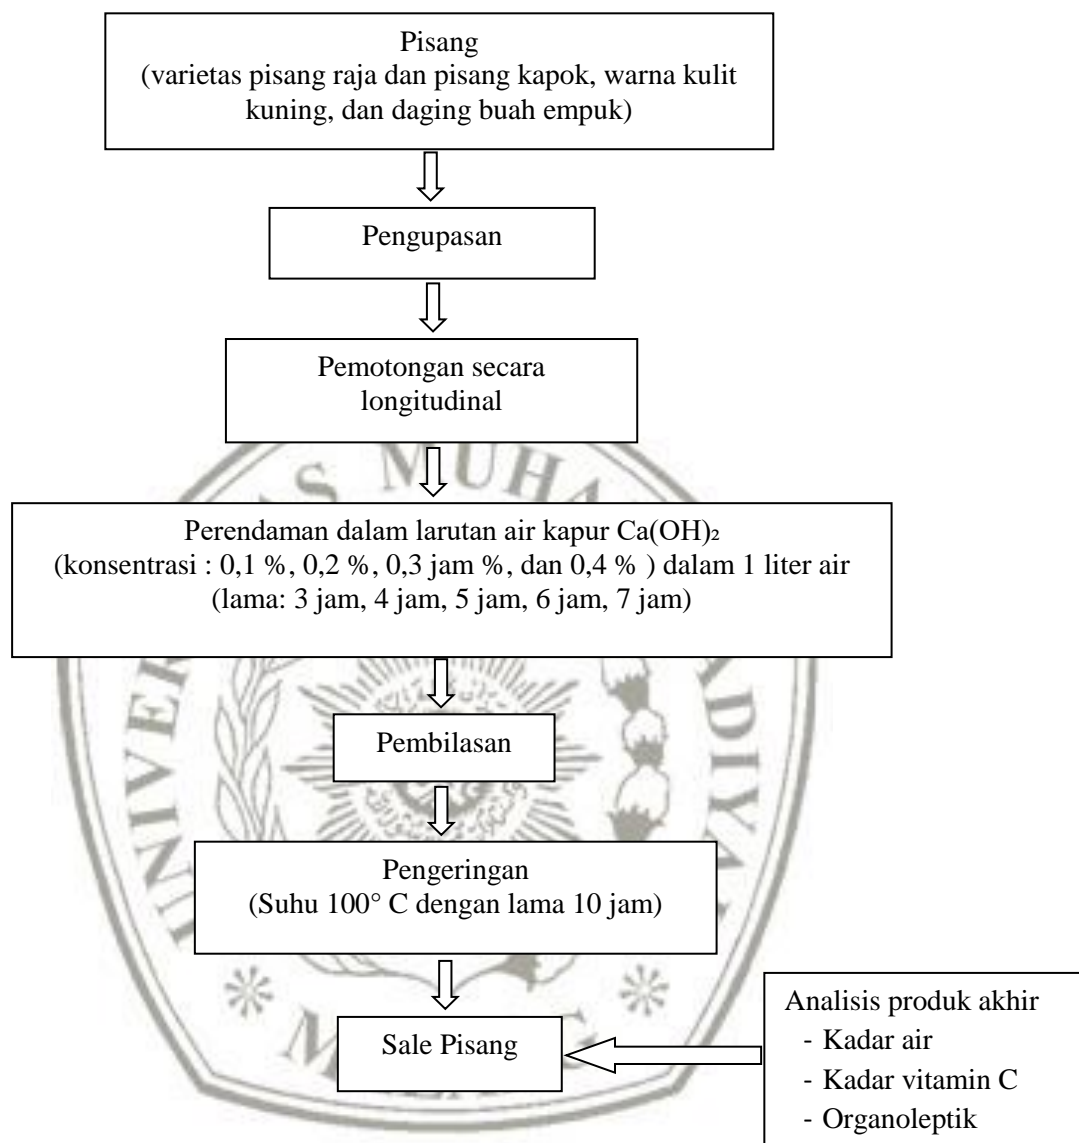 Pisang
(varietas pisang raja dan pisang kapok, warna kulit
kuning, dan daging buah empuk)
Pengupasan
Pemotongan secara
longitudinal
Perendaman dalam larutan air kapur Ca(OH)₂
(konsentrasi : 0,1 %, 0,2 %, 0,3 jam %, dan 0,4 % ) dalam 1 liter air
(lama: 3 jam, 4 jam, 5 jam, 6 jam, 7 jam)
Pembilasan
Pengeringan
(Suhu 100° C dengan lama 10 jam)
Sale Pisang
Analisis produk akhir
- Kadar air
- Kadar vitamin C
- Organoleptik